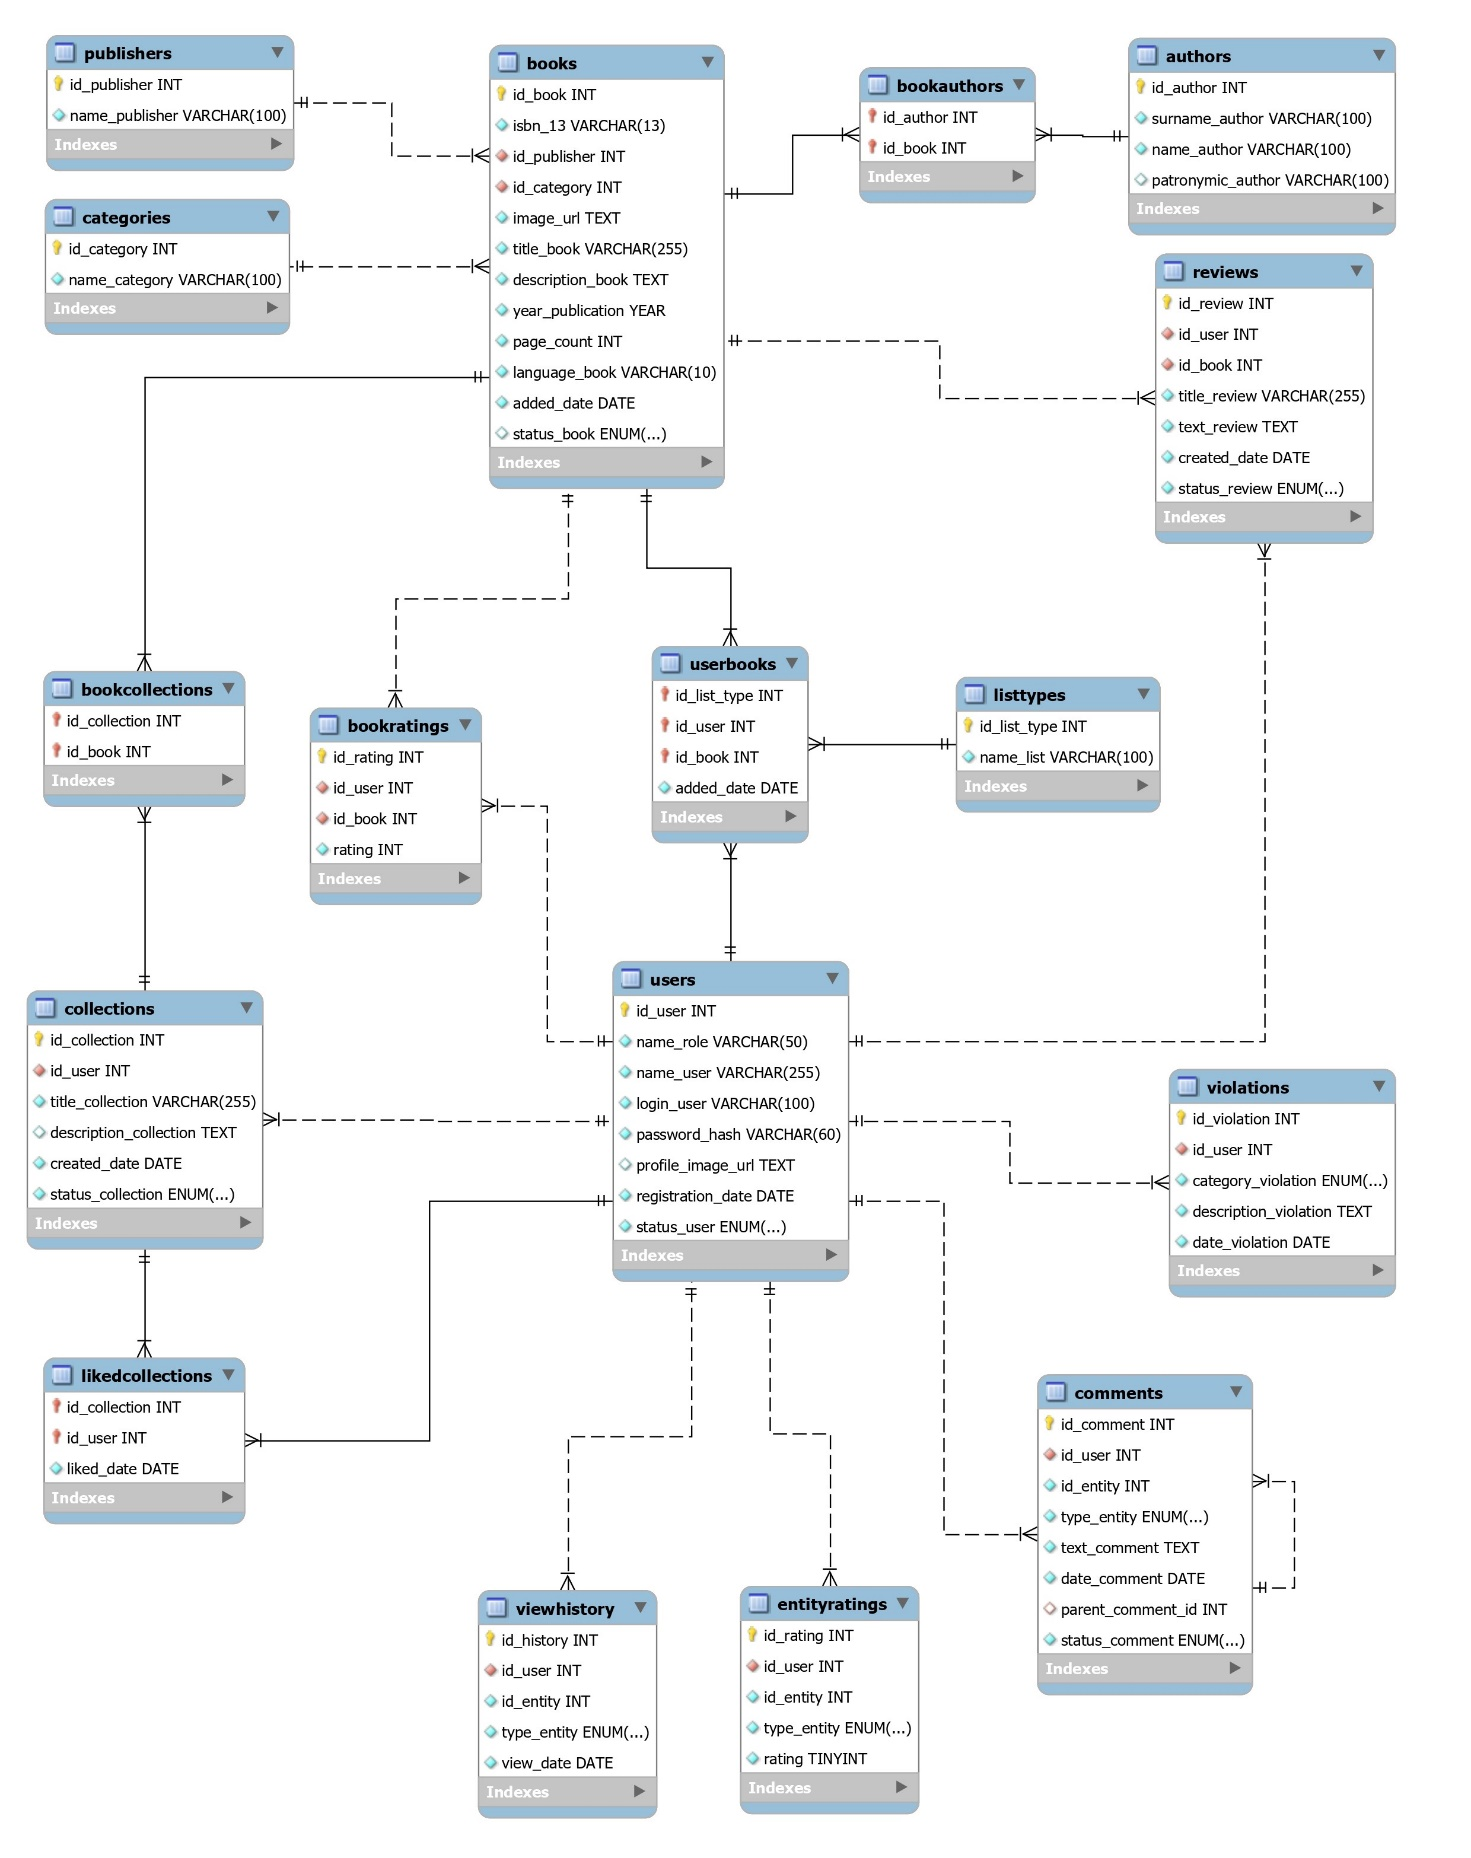 publishers
id_publisher INT
name_publisher VARCHAR(100)
Indexes
categories
id_category INT
name_category VARCHAR(100)
Indexes
books
id_book INT
isbn_13 VARCHAR(13)
id_publisher INT
id_category INT
image_url TEXT
title_book VARCHAR(255)
description_book TEXT
year_publication YEAR
page_count INT
language_book VARCHAR(10)
added_date DATE
status_book ENUM(...)
Indexes
bookauthors
id_author INT
id_book INT
Indexes
authors
id_author INT
surname_author VARCHAR(100)
name_author VARCHAR(100)
patronymic_author VARCHAR(100)
Indexes
reviews
id_review INT
id_user INT
id_book INT
title_review VARCHAR(255)
text_review TEXT
created_date DATE
status_review ENUM(...)
Indexes
bookcollections
id_collection INT
id_book INT
Indexes
bookratings
id_rating INT
id_user INT
id_book INT
rating INT
Indexes
userbooks
id_list_type INT
id_user INT
id_book INT
added_date DATE
Indexes
listtypes
id_list_type INT
name_list VARCHAR(100)
Indexes
collections
id_collection INT
id_user INT
title_collection VARCHAR(255)
description_collection TEXT
created_date DATE
status_collection ENUM(...)
Indexes
users
id_user INT
name_role VARCHAR(50)
name_user VARCHAR(255)
login_user VARCHAR(100)
password_hash VARCHAR(60)
profile_image_url TEXT
registration_date DATE
status_user ENUM(...)
Indexes
violations
id_violation INT
id_user INT
category_violation ENUM(...)
description_violation TEXT
date_violation DATE
Indexes
likedcollections
id_collection INT
id_user INT
liked_date DATE
Indexes
comments
id_comment INT
id_user INT
id_entity INT
type_entity ENUM(...)
text_comment TEXT
date_comment DATE
parent_comment_id INT
status_comment ENUM(...)
Indexes
viewhistory
id_history INT
id_user INT
id_entity INT
type_entity ENUM(...)
view_date DATE
Indexes
entityratings
id_rating INT
id_user INT
id_entity INT
type_entity ENUM(...)
rating TINYINT
Indexes